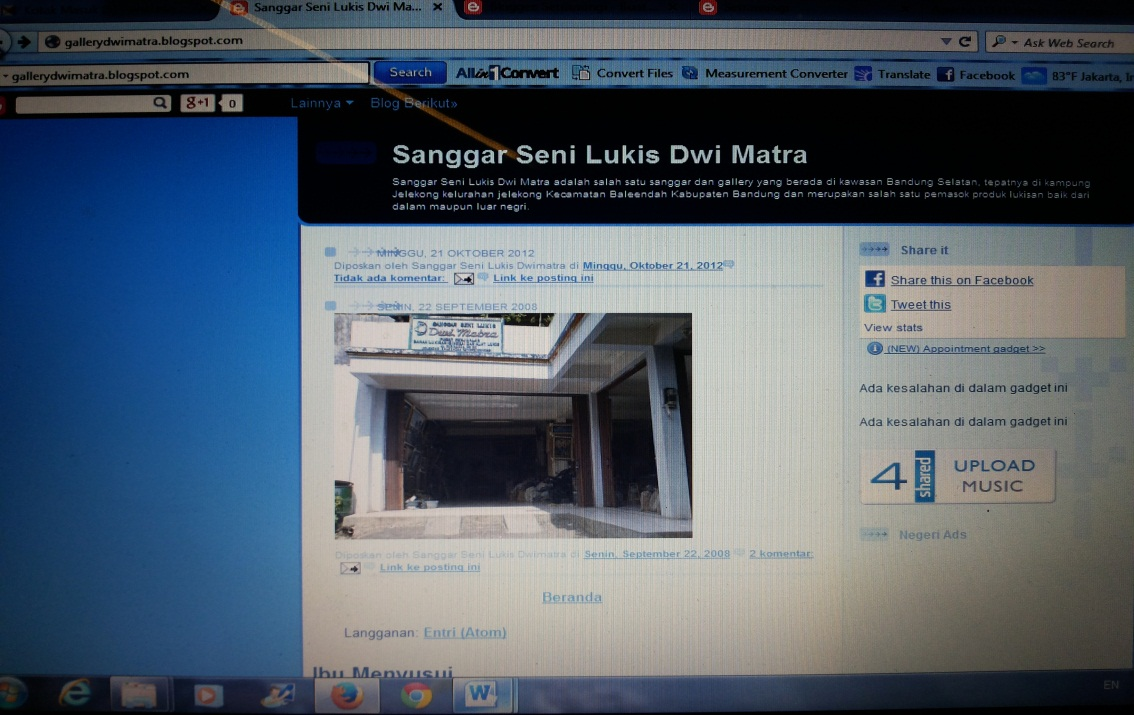 Sanggar Seni Lukis Dwi Ma...
gallerydwimatra.blogspot.com
Ask Web Search
gallerydwimatra.blogspot.com
Search
Allin1Convert
Convert Files
Measurement Converter
Translate
Facebook
83°F Jakarta, In
g+1
0
Lainnya
Blog Berikut»
Sanggar Seni Lukis Dwi Matra
Sanggar Seni Lukis Dwi Matra adalah salah satu sanggar dan gallery yang berada di kawasan Bandung Selatan, tepatnya di kampung
Jelekong kelurahan jelekong Kecamatan Baleendah Kabupaten Bandung dan merupakan salah satu pemasok produk lukisan baik dari
dalam maupun luar negri.
MINGGU, 21 OKTOBER 2012
Diposkan oleh Sanggar Seni Lukis Dwimatra di Minggu, Oktober 21, 2012
Tidak ada komentar: Link ke posting ini
SENIN, 22 SEPTEMBER 2008
SANGGAR SENI LUKIS
Dwi Matra
Diposkan oleh Sanggar Seni Lukis Dwimatra di Senin, September 22, 2008 2 komentar:
Link ke posting ini
Beranda
Langganan: Entri (Atom)
Ibu Menyusui
Share it
Share this on Facebook
Tweet this
View stats
(NEW) Appointment gadget >>
Ada kesalahan di dalam gadget ini
Ada kesalahan di dalam gadget ini
4shared
UPLOAD
MUSIC
Negeri Ads
EN